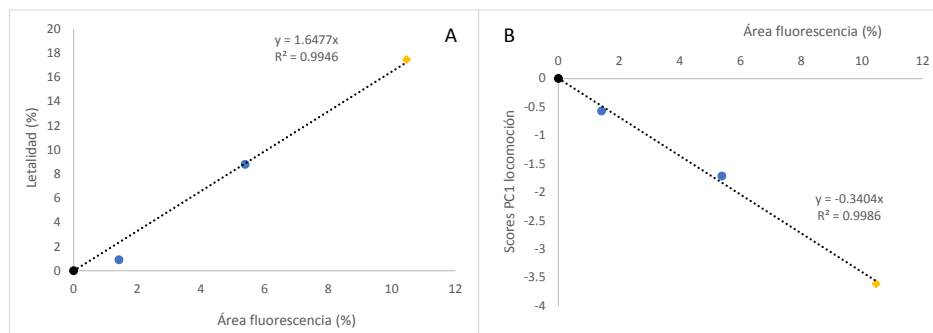 A
y = 1.6477x
R² = 0.9946
Letalidad (%)
20
18
16
14
12
10
8
6
4
2
0
0 2 4 6 8 10 12
Área fluorescencia (%)
B
Área fluorescencia (%)
0 2 4 6 8 10 12
Scores PC1 locomoción
0
-0.5
-1
-1.5
-2
-2.5
-3
-3.5
-4
y = -0.3404x
R² = 0.9986